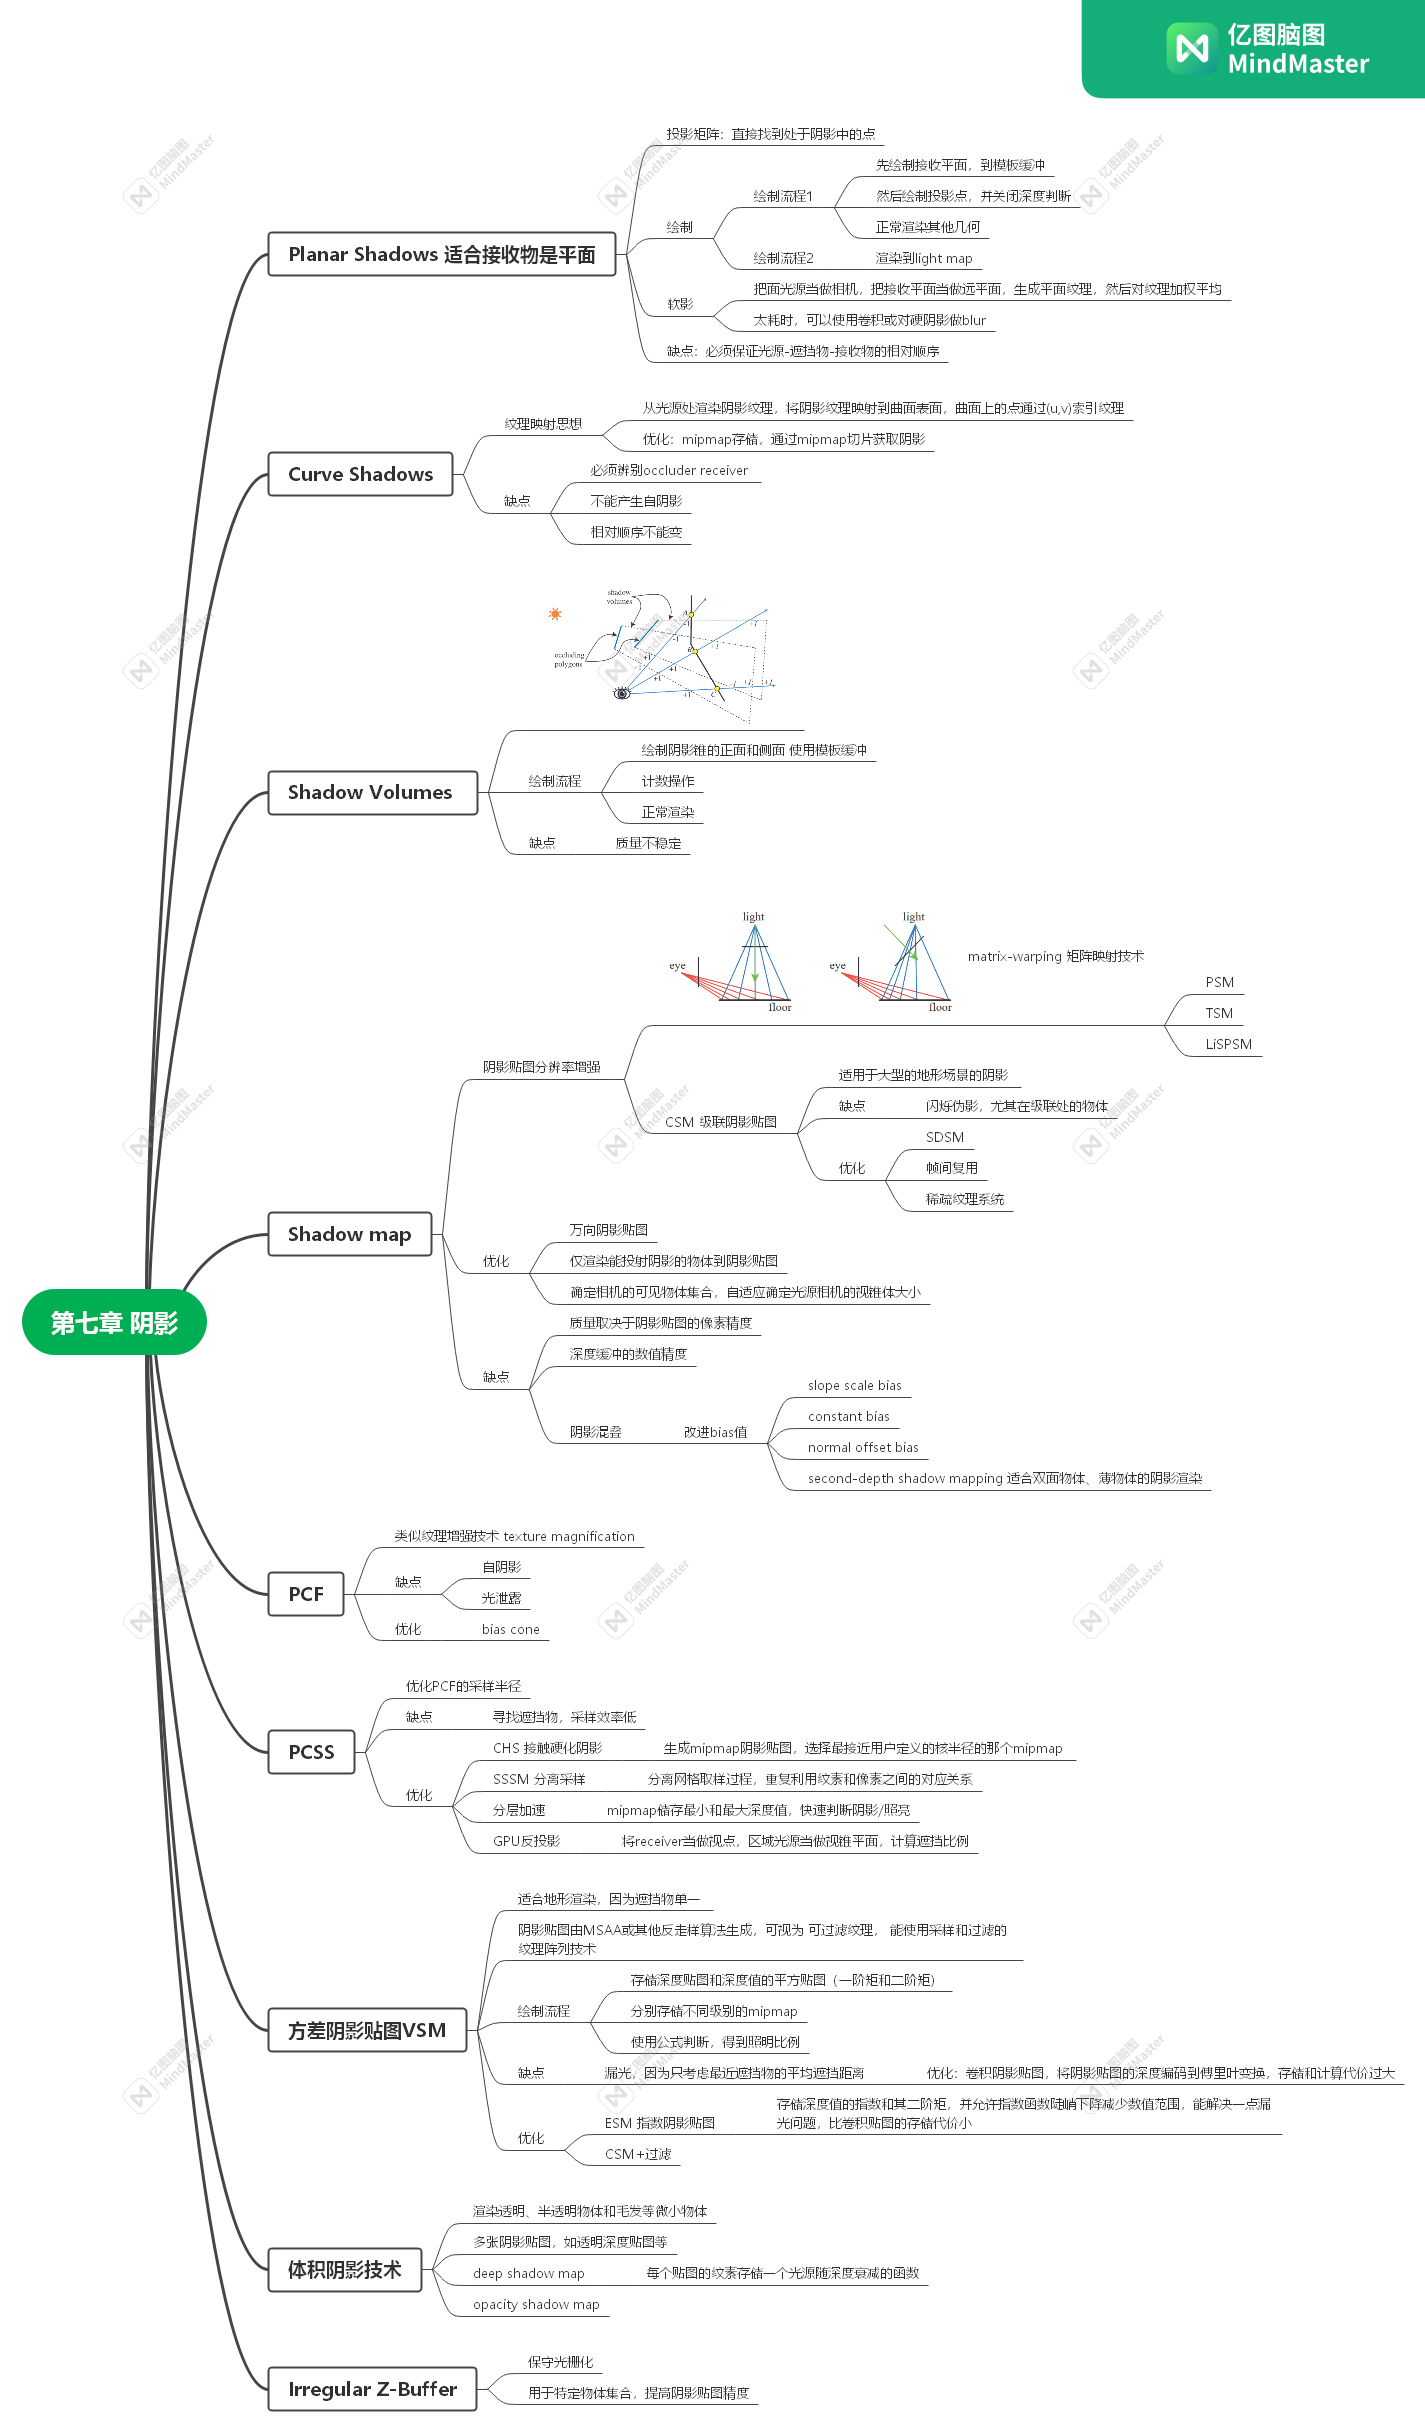 亿图脑图
MindMaster
第七章 阴影
Planar Shadows 适合接收物是平面
投影矩阵：直接找到处于阴影中的点
绘制
绘制流程1
先绘制接收平面，到模板缓冲
然后绘制投影点，并关闭深度判断
正常渲染其他几何
绘制流程2
渲染到light map
软影
把面光源当做相机，把接收平面当做远平面，生成平面纹理，然后对纹理加权平均
太耗时，可以使用卷积或对硬阴影做blur
缺点：必须保证光源-遮挡物-接收物的相对顺序
Curve Shadows
纹理映射思想
从光源处渲染阴影纹理，将阴影纹理映射到曲面表面，曲面上的点通过(u,v)索引纹理
优化：mipmap存储，通过mipmap切片获取阴影
缺点
必须辨别occluder receiver
不能产生自阴影
相对顺序不能变
Shadow Volumes
shadow
volumes
occluding
polygons
A
B
C
+1
+1
+1
+1
-1
-1
绘制流程
绘制阴影锥的正面和侧面 使用模板缓冲
计数操作
正常渲染
缺点
质量不稳定
Shadow map
阴影贴图分辨率增强
light
eye
floor
light
eye
floor
matrix-warping 矩阵映射技术
PSM
TSM
LiSPSM
CSM 级联阴影贴图
适用于大型的地形场景的阴影
缺点
闪烁伪影，尤其在级联处的物体
优化
SDSM
帧间复用
稀疏纹理系统
优化
万向阴影贴图
仅渲染能投射阴影的物体到阴影贴图
确定相机的可见物体集合，自适应确定光源相机的视锥体大小
缺点
质量取决于阴影贴图的像素精度
深度缓冲的数值精度
阴影混叠
改进bias值
slope scale bias
constant bias
normal offset bias
second-depth shadow mapping 适合双面物体、薄物体的阴影渲染
PCF
类似纹理增强技术 texture magnification
缺点
自阴影
光泄露
优化
bias cone
PCSS
优化PCF的采样半径
缺点
寻找遮挡物，采样效率低
优化
CHS 接触硬化阴影
生成mipmap阴影贴图，选择最接近用户定义的核半径的那个mipmap
SSSM 分离采样
分离网格取样过程，重复利用纹素和像素之间的对应关系
分层加速
mipmap储存最小和最大深度值，快速判断阴影/照亮
GPU反投影
将receiver当做视点，区域光源当做视锥平面，计算遮挡比例
方差阴影贴图VSM
适合地形渲染，因为遮挡物单一
阴影贴图由MSAA或其他反走样算法生成，可视为 可过滤纹理， 能使用采样和过滤的
纹理阵列技术
绘制流程
存储深度贴图和深度值的平方贴图（一阶矩和二阶矩）
分别存储不同级别的mipmap
使用公式判断，得到照明比例
缺点
漏光，因为只考虑最近遮挡物的平均遮挡距离
优化：卷积阴影贴图，将阴影贴图的深度编码到傅里叶变换，存储和计算代价过大
优化
ESM 指数阴影贴图
存储深度值的指数和其二阶矩，并允许指数函数陡峭下降减少数值范围，能解决一点漏
光问题，比卷积贴图的存储代价小
CSM+过滤
体积阴影技术
渲染透明、半透明物体和毛发等微小物体
多张阴影贴图，如透明深度贴图等
deep shadow map
每个贴图的纹素存储一个光源随深度衰减的函数
opacity shadow map
Irregular Z-Buffer
保守光栅化
用于特定物体集合，提高阴影贴图精度